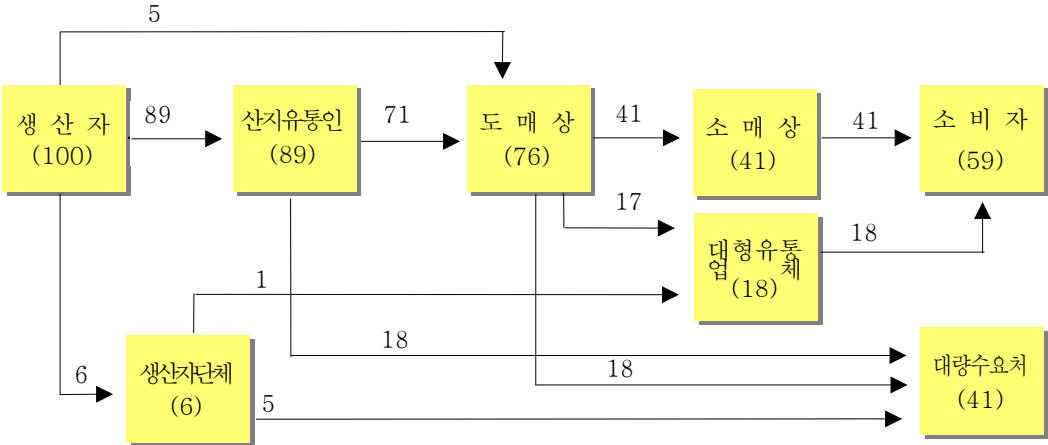 5
생 산 자
(100)
89
산지유통인
(89)
71
도 매 상
(76)
41
소 매 상
(41)
41
소 비 자
(59)
17
대형유통
업 체
(18)
18
1
18
18
6
생산자단체
(6)
5
대량수요처
(41)